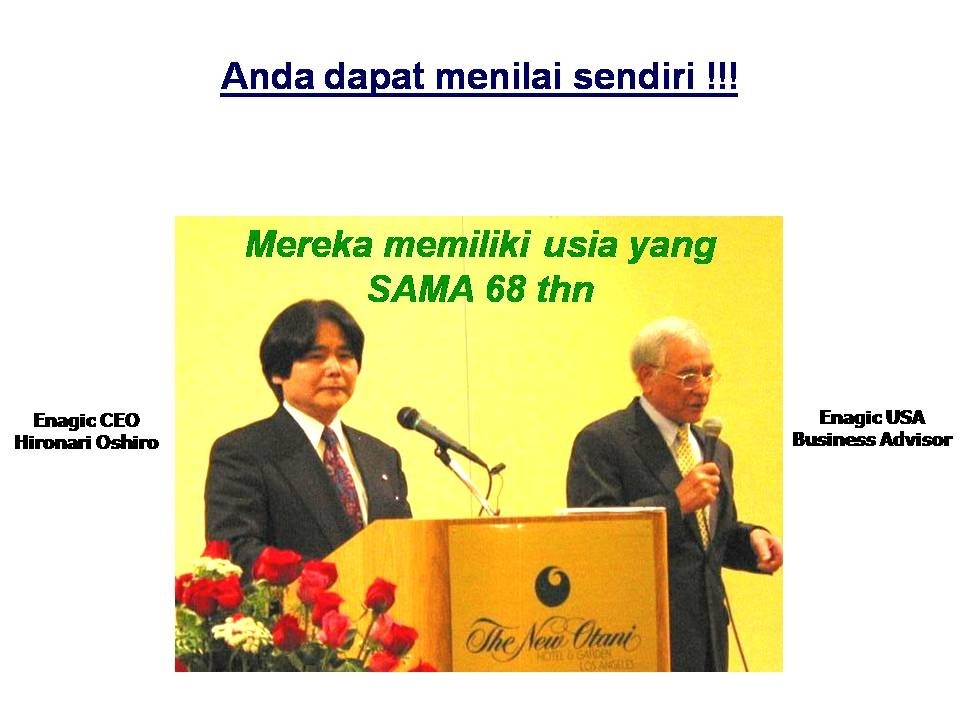 Anda dapat menilai sendiri !!!
Mereka memiliki usia yang
SAMA 68 thn
Enagic CEO
Hironari Oshiro
Enagic USA
Business Advisor
The New Otani
HOTEL & GARDEN
LOS ANGELES